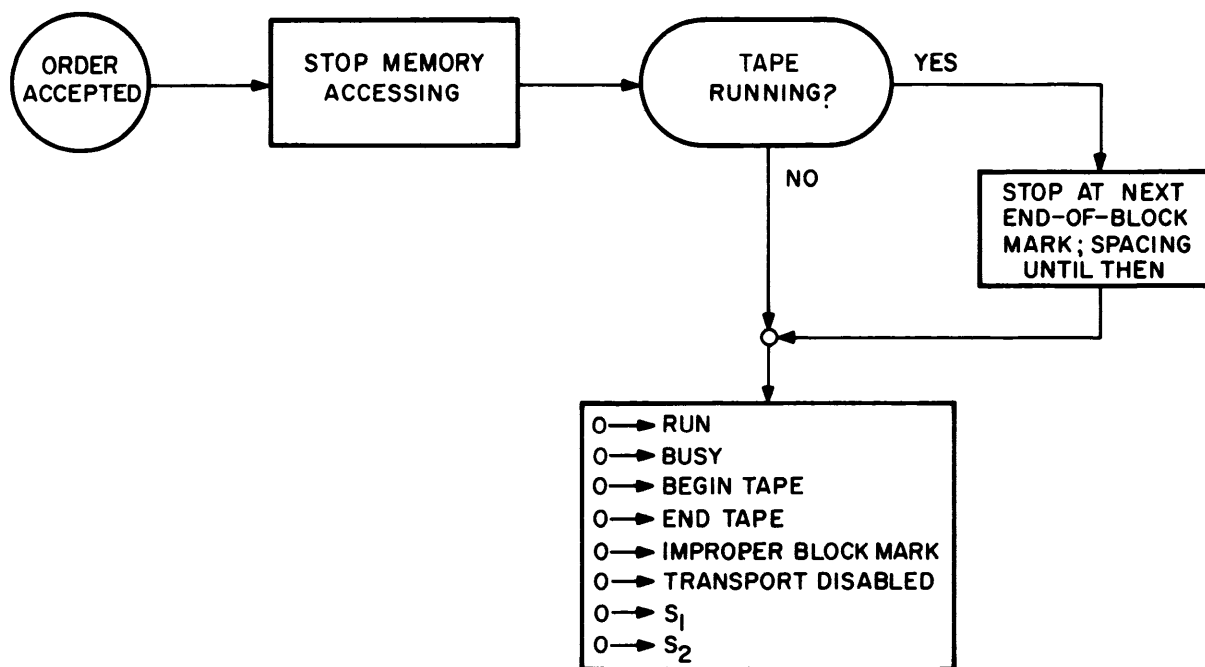 ORDER
ACCEPTED
STOP MEMORY
ACCESSING
TAPE
RUNNING?
YES
NO
STOP AT NEXT
END-OF-BLOCK
MARK; SPACING
UNTIL THEN
0→ RUN
0→ BUSY
0→ BEGIN TAPE
0→ END TAPE
0→ IMPROPER BLOCK MARK
0→ TRANSPORT DISABLED
0→ S1
0→ S2